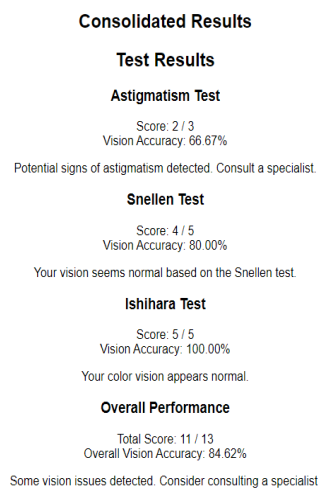 Consolidated Results
Test Results
Astigmatism Test
Score: 2 / 3
Vision Accuracy: 66.67%
Potential signs of astigmatism detected. Consult a specialist.
Snellen Test
Score: 4 / 5
Vision Accuracy: 80.00%
Your vision seems normal based on the Snellen test.
Ishihara Test
Score: 5 / 5
Vision Accuracy: 100.00%
Your color vision appears normal.
Overall Performance
Total Score: 11 / 13
Overall Vision Accuracy: 84.62%
Some vision issues detected. Consider consulting a specialist